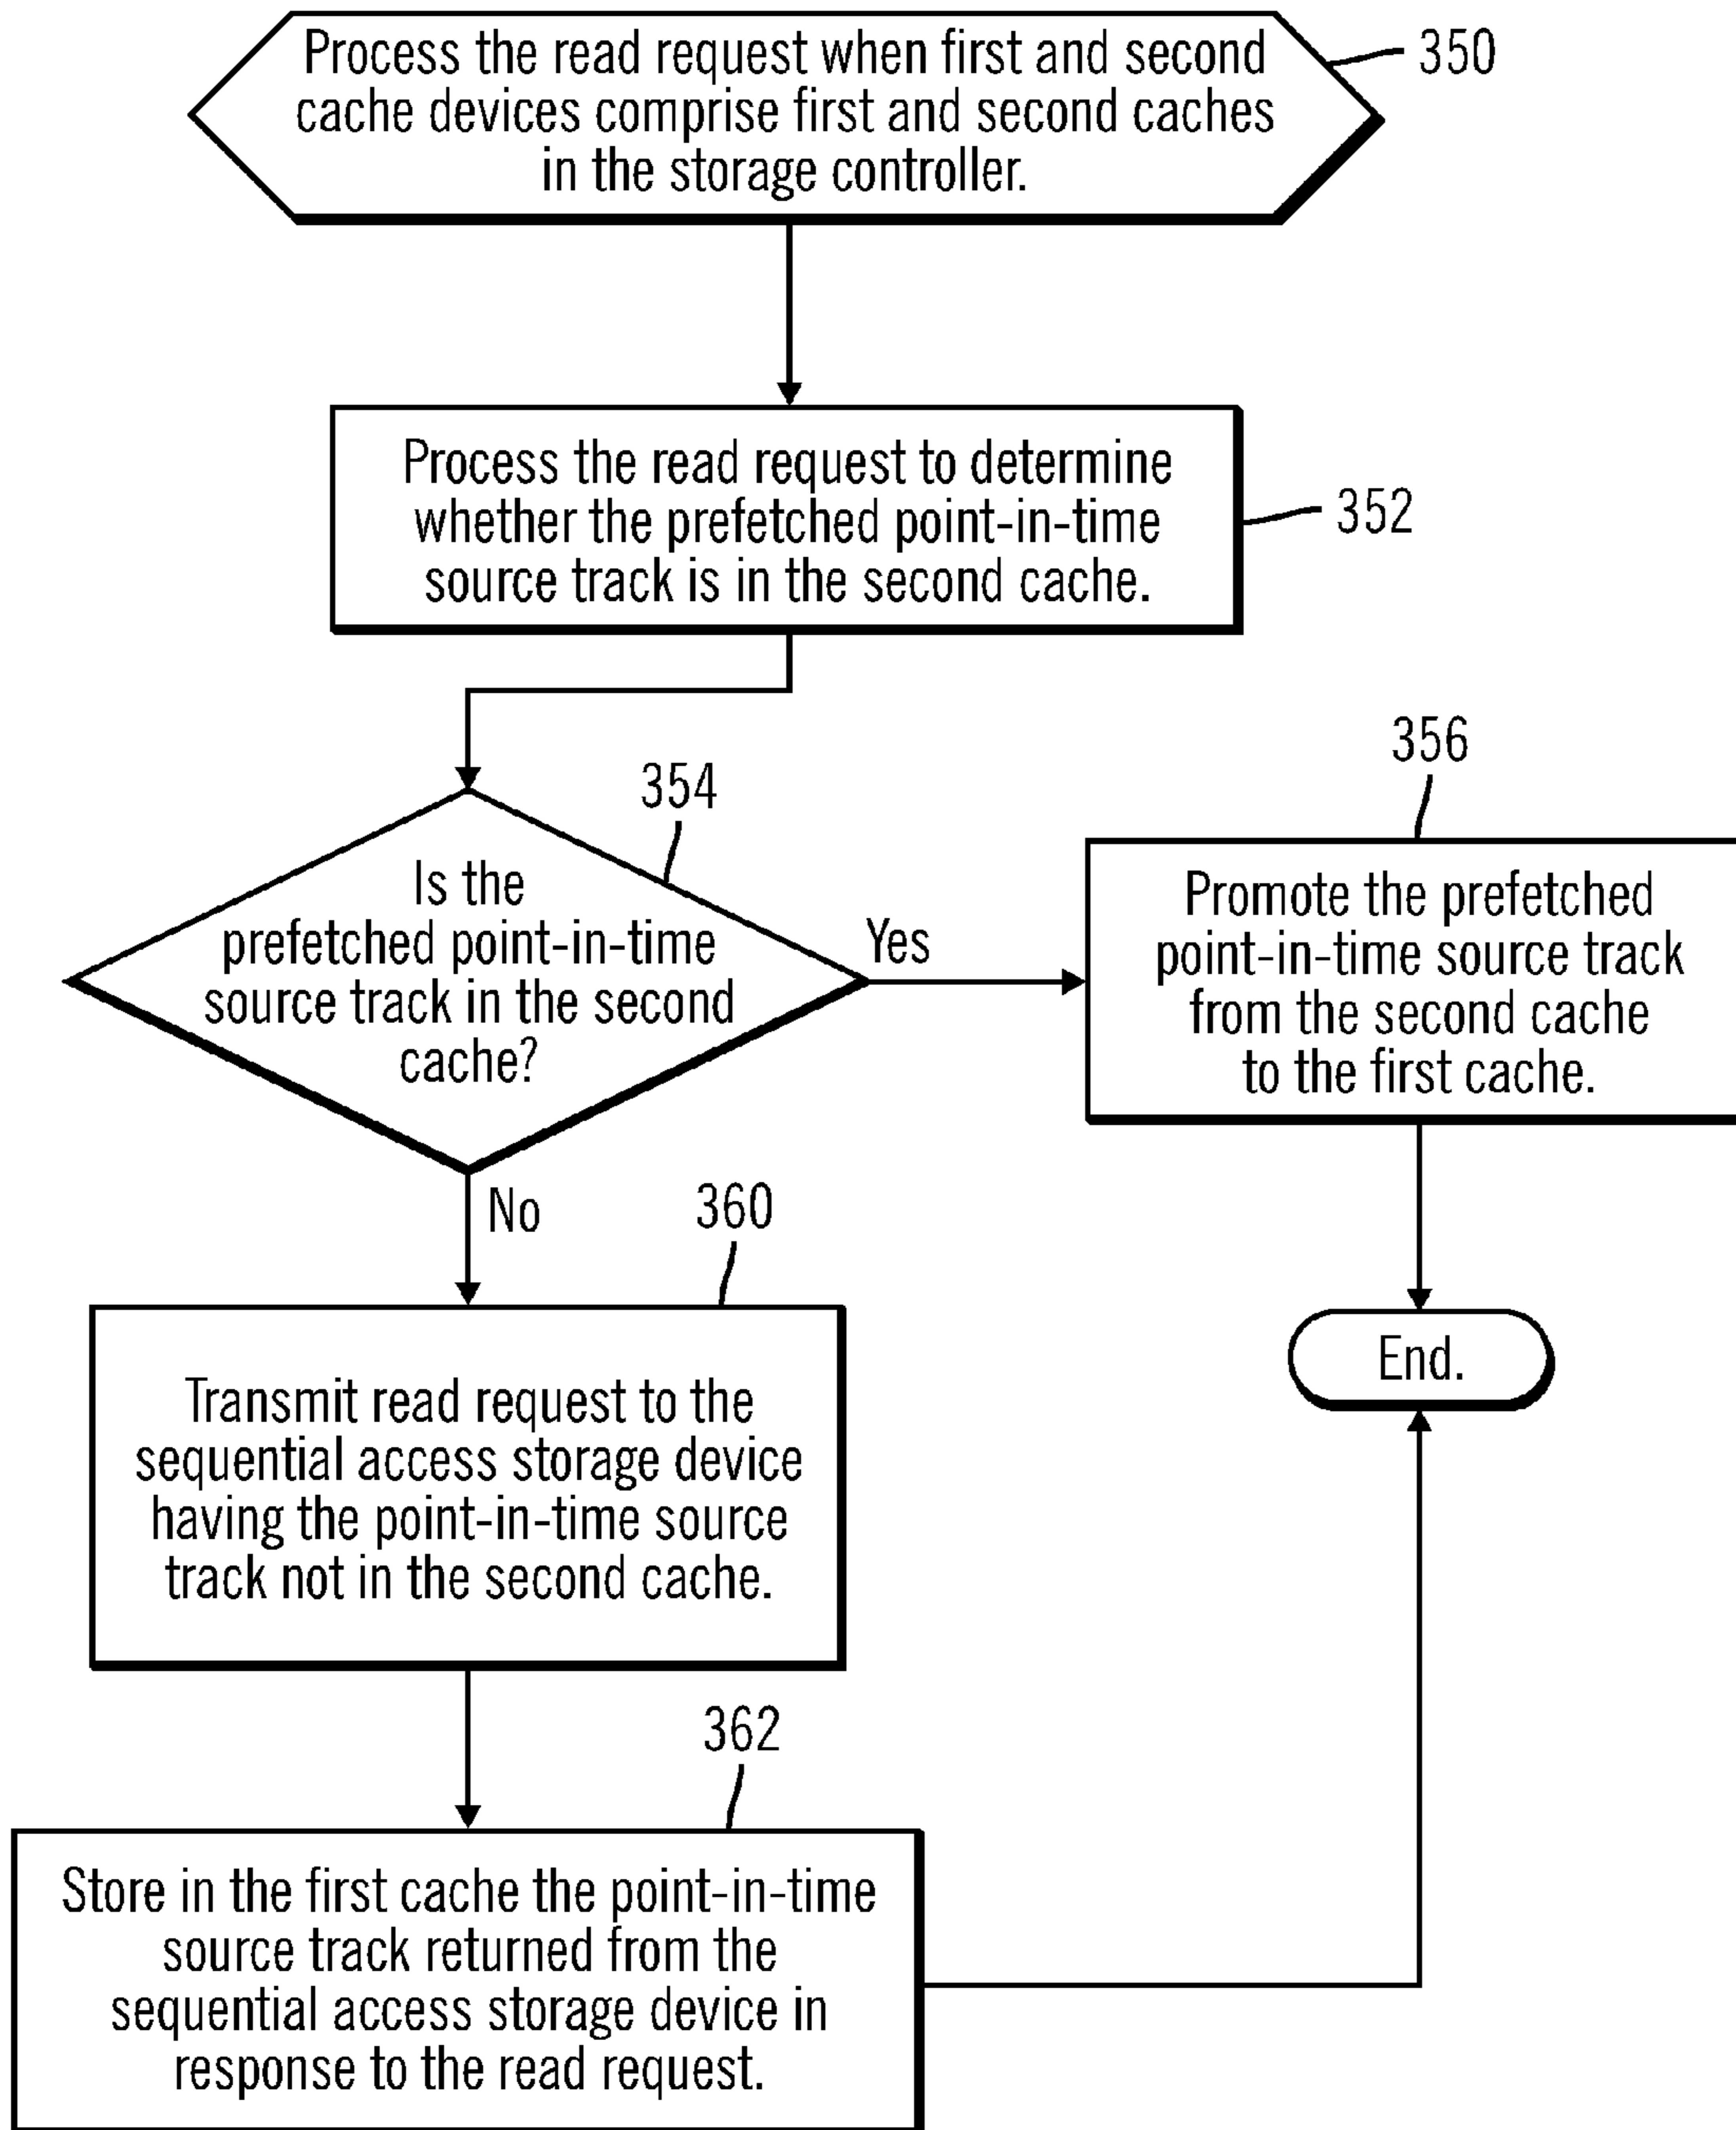 Process the read request when first and second
cache devices comprise first and second caches
in the storage controller.
350
Process the read request to determine
whether the prefetched point-in-time
source track is in the second cache.
352
354
Is the
prefetched point-in-time
source track in the second
cache?
Yes
356
Promote the prefetched
point-in-time source track
from the second cache
to the first cache.
No
360
Transmit read request to the
sequential access storage device
having the point-in-time source
track not in the second cache.
End.
362
Store in the first cache the point-in-time
source track returned from the
sequential access storage device in
response to the read request.